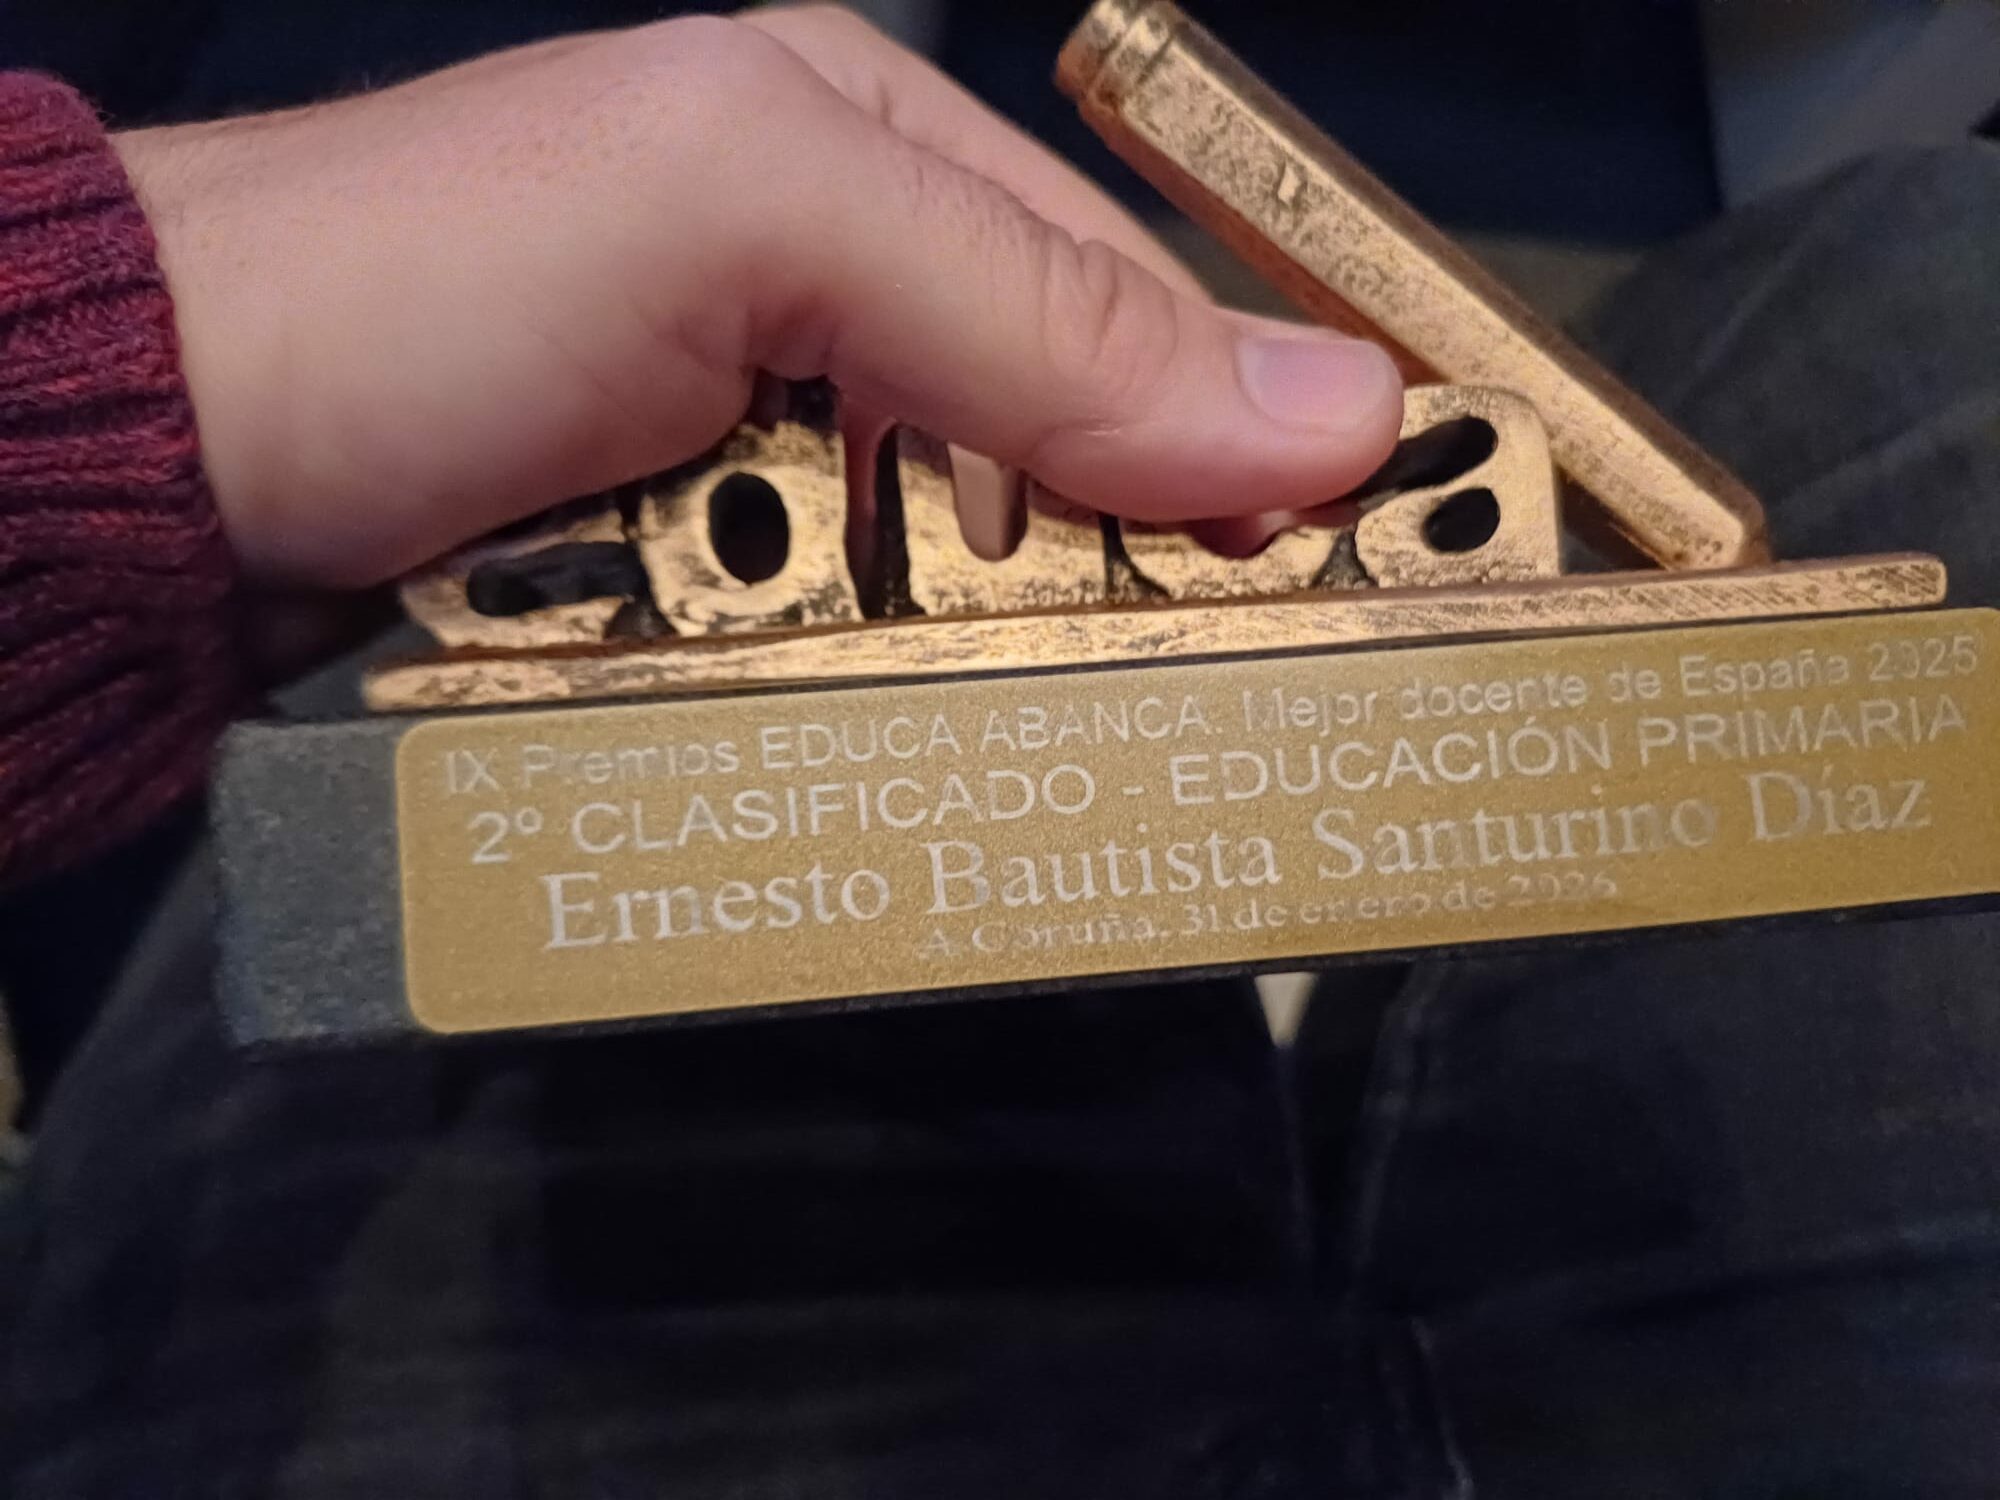 IX Premios EDUCA ABANCA. Mejor docente de España 2025
2º CLASIFICADO - EDUCACIÓN PRIMARIA
Ernesto Bautista Santurino Díaz
A Coruña, 31 de enero de 2026